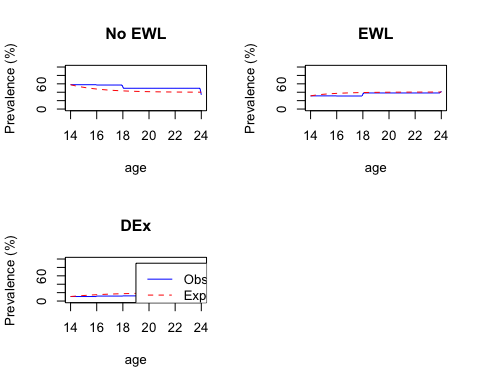 No EWL
Prevalence (%)
60
0
14 16 18 20 22 24
age
EWL
Prevalence (%)
60
0
14 16 18 20 22 24
age
DEx
Prevalence (%)
60
0
Obs
Exp
14 16 18 20 22 24
age